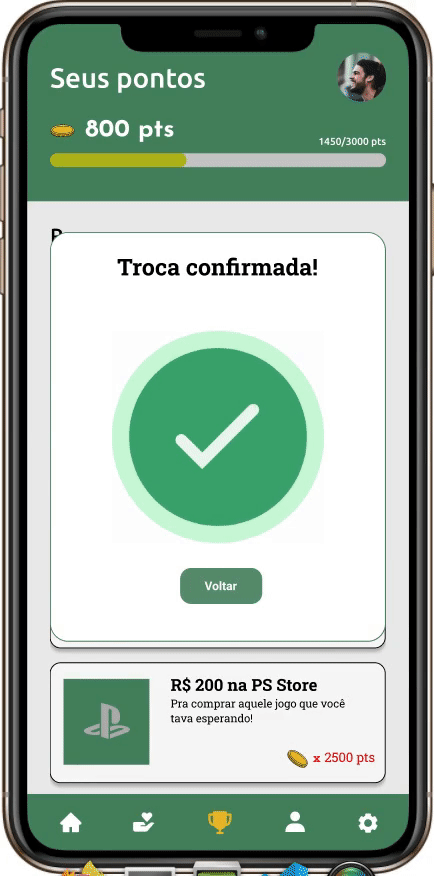 Seus pontos
800 pts
1450/3000 pts
Troca confirmada!
Voltar
R$ 200 na PS Store
Pra comprar aquele jogo que você
tava esperando!
x 2500 pts